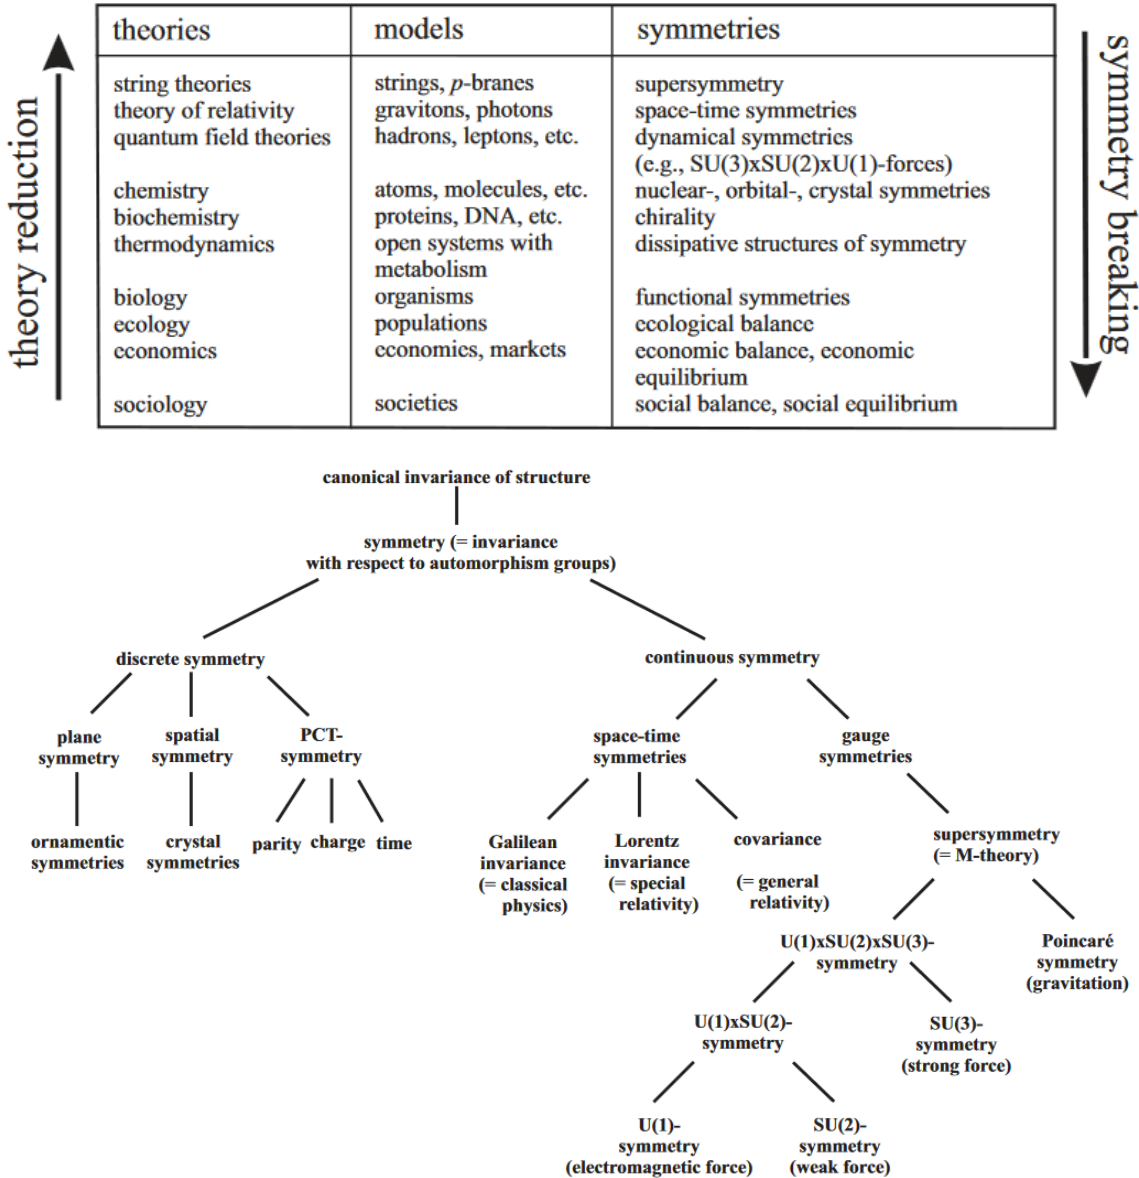 theories models symmetries
string theories strings, p-branes supersymmetry
theory of relativity gravitons, photons space-time symmetries
quantum field theories hadrons, leptons, etc. dynamical symmetries
(e.g., SU(3)xSU(2)xU(1)-forces)
chemistry atoms, molecules, etc. nuclear-, orbital-, crystal symmetries
biochemistry proteins, DNA, etc. chirality
thermodynamics open systems with dissipative structures of symmetry
metabolism
biology organisms functional symmetries
ecology populations ecological balance
economics economies, markets economic balance, economic
equilibrium
sociology societies social balance, social equilibrium
theory reduction
symmetry breaking
canonical invariance of structure
symmetry (= invariance
with respect to automorphism groups)
discrete symmetry continuous symmetry
plane spatial PCT- space-time gauge
symmetry symmetry symmetry symmetries symmetries
ornamentic crystal parity charge time Galilean Lorentz covariance supersymmetry
symmetries symmetries invariance invariance (= M-theory)
(= classical (= special (= general
physics) relativity) relativity)
U(1)xSU(2)xSU(3)- Poincaré
symmetry symmetry
(gravitation)
U(1)xSU(2)- SU(3)-
symmetry symmetry
(strong force)
U(1)- SU(2)-
symmetry symmetry
(electromagnetic force) (weak force)